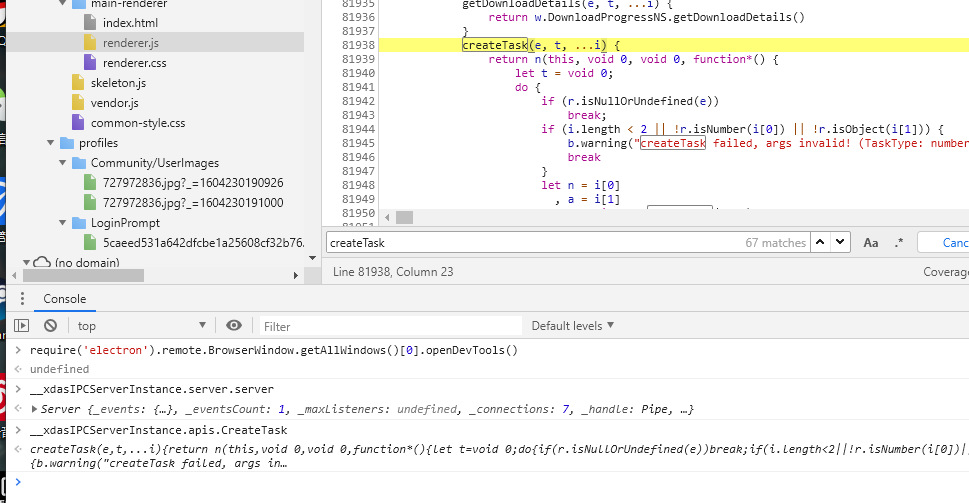 main-renderer
index.html
renderer.js
renderer.css
skeleton.js
vendor.js
common-style.css
profiles
Community/UserImages
727972836.jpg?_=1604230190926
727972836.jpg?_=1604230191000
LoginPrompt
5caeed531a642dfcbe1a25608cf32b76.
(no domain)
81935 getDownloadDetails(e, t, ...i) {
81936 return w.DownloadProgressNS.getDownloadDetails()
81937 }
81938 createTask(e, t, ...i) {
81939 return n(this, void 0, void 0, function*() {
81940 let t = void 0;
81941 do {
81942 if (r.isNullOrUndefined(e))
81943 break;
81944 if (i.length < 2 || !r.isNumber(i[0]) || !r.isObject(i[1])) {
81945 b.warning("createTask failed, args invalid! (TaskType: number
81946 break
81947 }
81948 let n = i[0]
81949 , a = i[1]
81950
createTask 67 matches Aa .* Canc
Line 81938, Column 23 Coverag
Console
top Filter Default levels
require('electron').remote.BrowserWindow.getAllWindows()[0].openDevTools()
undefined
__xdasIPCServerInstance.server.server
Server {_events: {…}, _eventsCount: 1, _maxListeners: undefined, _connections: 7, _handle: Pipe, …}
__xdasIPCServerInstance.apis.CreateTask
createTask(e,t,...i){return n(this,void 0,void 0,function*(){let t=void 0;do{if(r.isNullOrUndefined(e))break;if(i.length<2||!r.isNumber(i[0])|
{b.warning("createTask failed, args in…